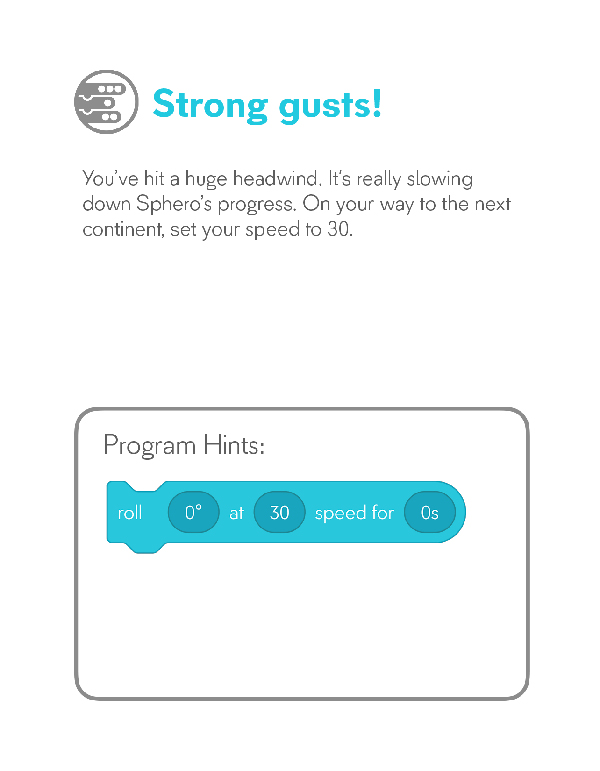 Strong gusts!
You've hit a huge headwind. It's really slowing
down Sphero's progress. On your way to the next
continent, set your speed to 30.
Program Hints:
roll 0° at 30 speed for 0s